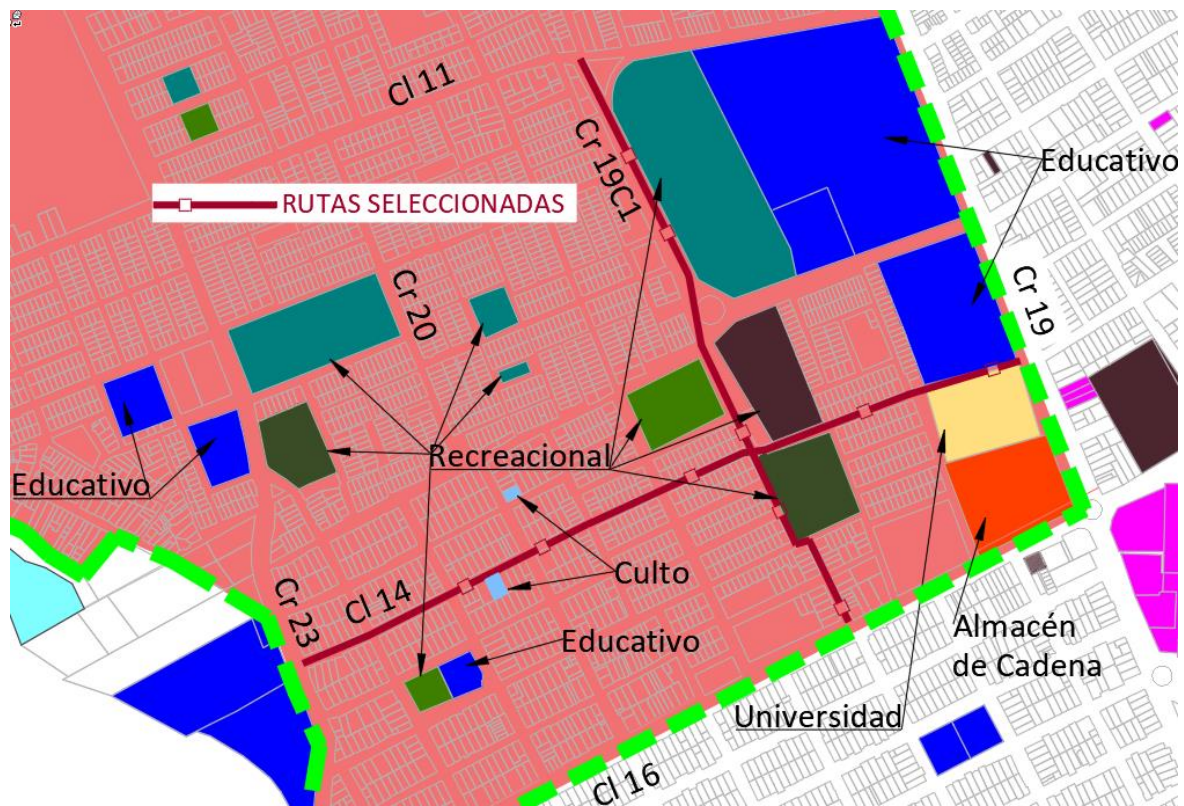 Cl 11
Cr 19C1
Educativo
RUTAS SELECCIONADAS
Cr 20
Cr 19
Recreacional
Educativo
Culto
Cl 14
Cr 23
Educativo
Almacén
de Cadena
Universidad
Cl 16